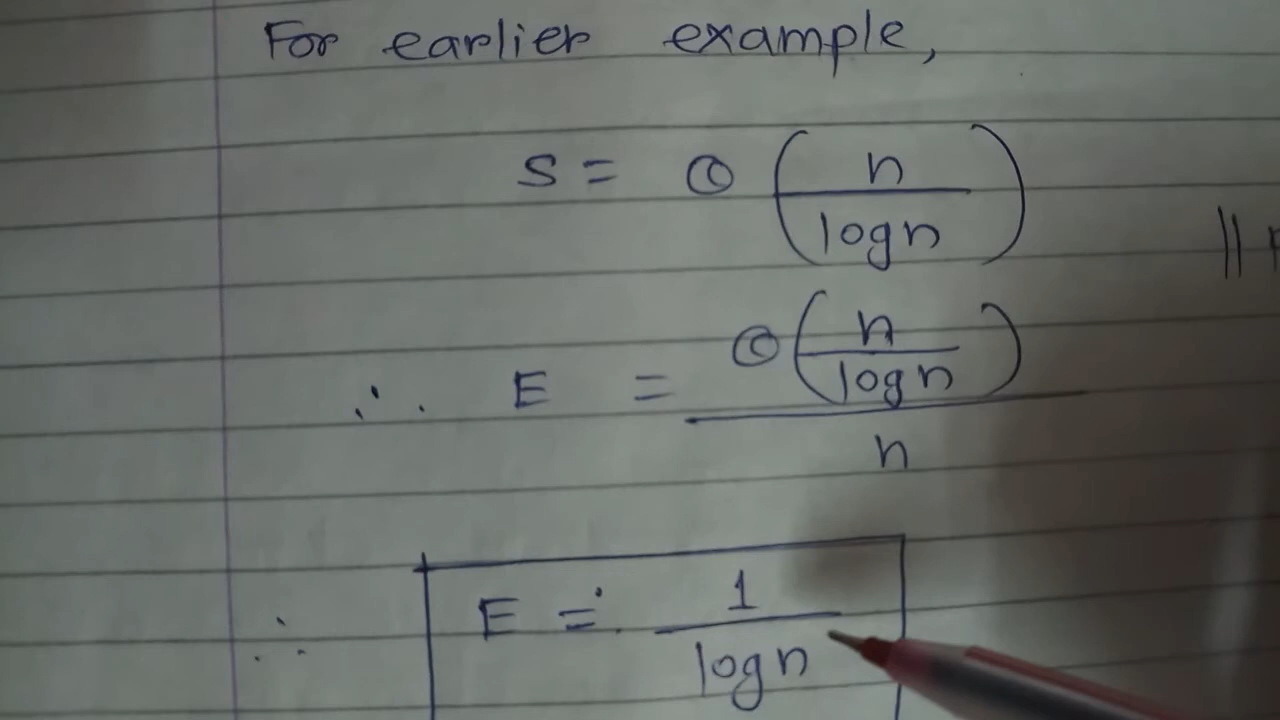 For earlier example,
S = Θ (n / log n)
∴ E = Θ (n / log n) / n
∴ E = 1 / log n